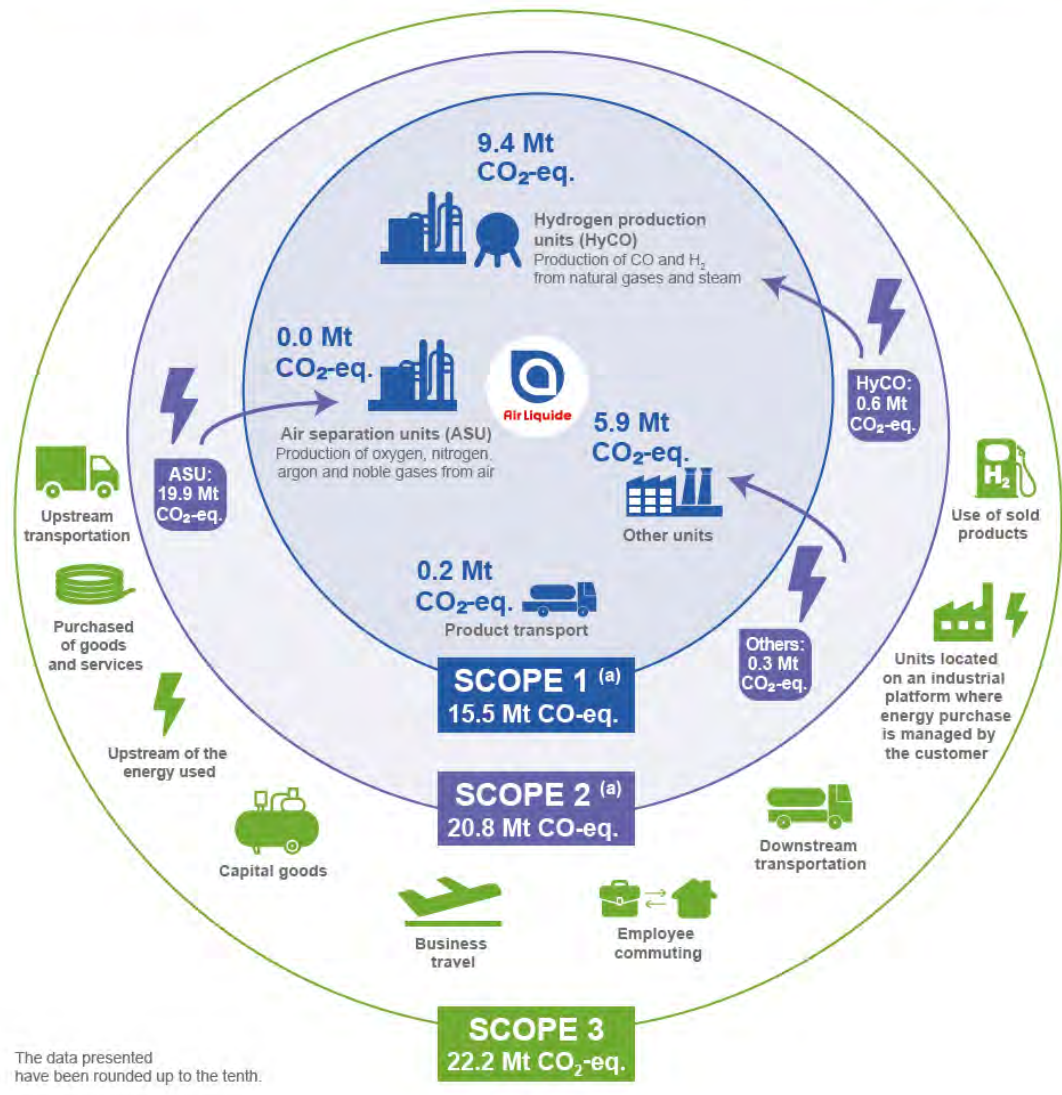 9.4 Mt
CO₂-eq.
Hydrogen production
units (HyCO)
Production of CO and H₂
from natural gases and steam
0.0 Mt
CO₂-eq.
Air Liquide
Air separation units (ASU)
Production of oxygen, nitrogen,
argon and noble gases from air
HyCO:
0.6 Mt
CO₂-eq.
5.9 Mt
CO₂-eq.
Other units
ASU:
19.9 Mt
CO₂-eq.
Upstream
transportation
H₂
Use of sold
products
0.2 Mt
CO₂-eq.
Product transport
Purchased
of goods
and services
Others:
0.3 Mt
CO₂-eq.
Units located
on an industrial
platform where
energy purchase
is managed by
the customer
SCOPE 1 (a)
15.5 Mt CO-eq.
Upstream of the
energy used
SCOPE 2 (a)
20.8 Mt CO-eq.
Capital goods
Downstream
transportation
Business
travel
Employee
commuting
SCOPE 3
22.2 Mt CO₂-eq.
The data presented
have been rounded up to the tenth.